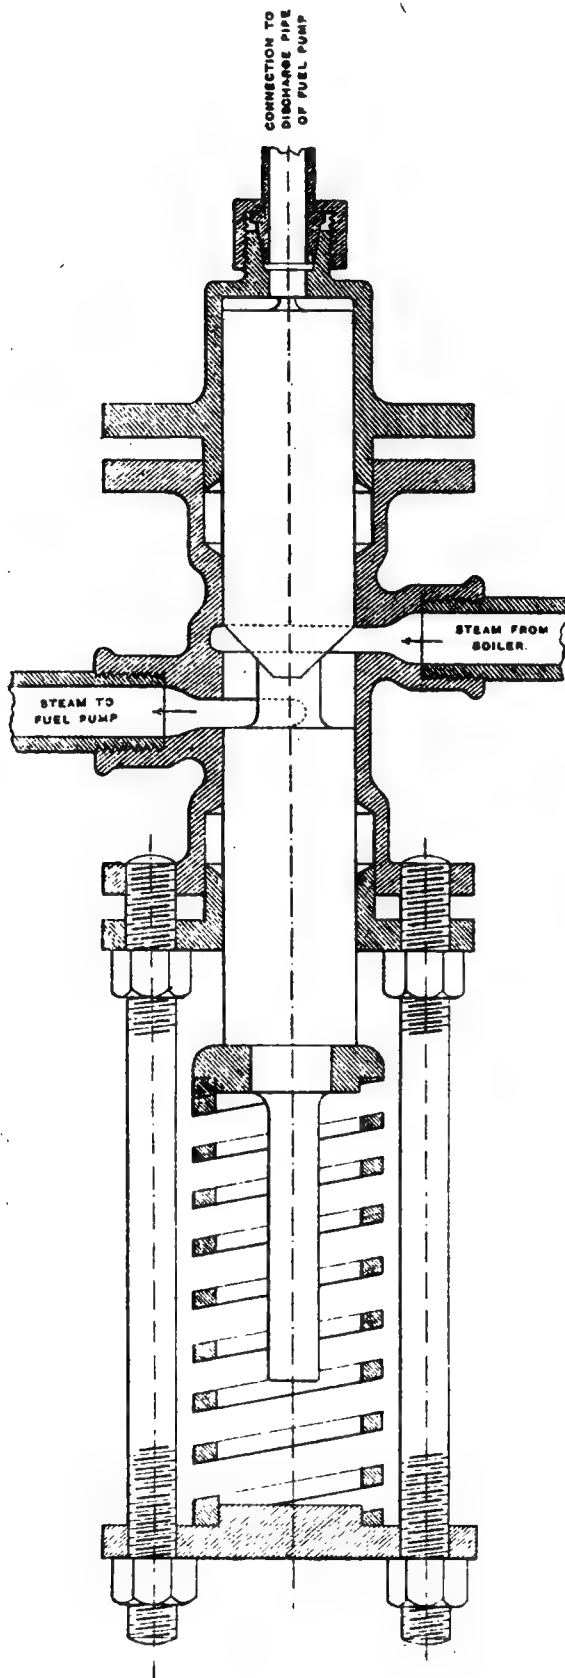 CONNECTION TO
DISCHARGE PIPE
OF FUEL PUMP
STEAM FROM
BOILER.
STEAM TO
FUEL PUMP